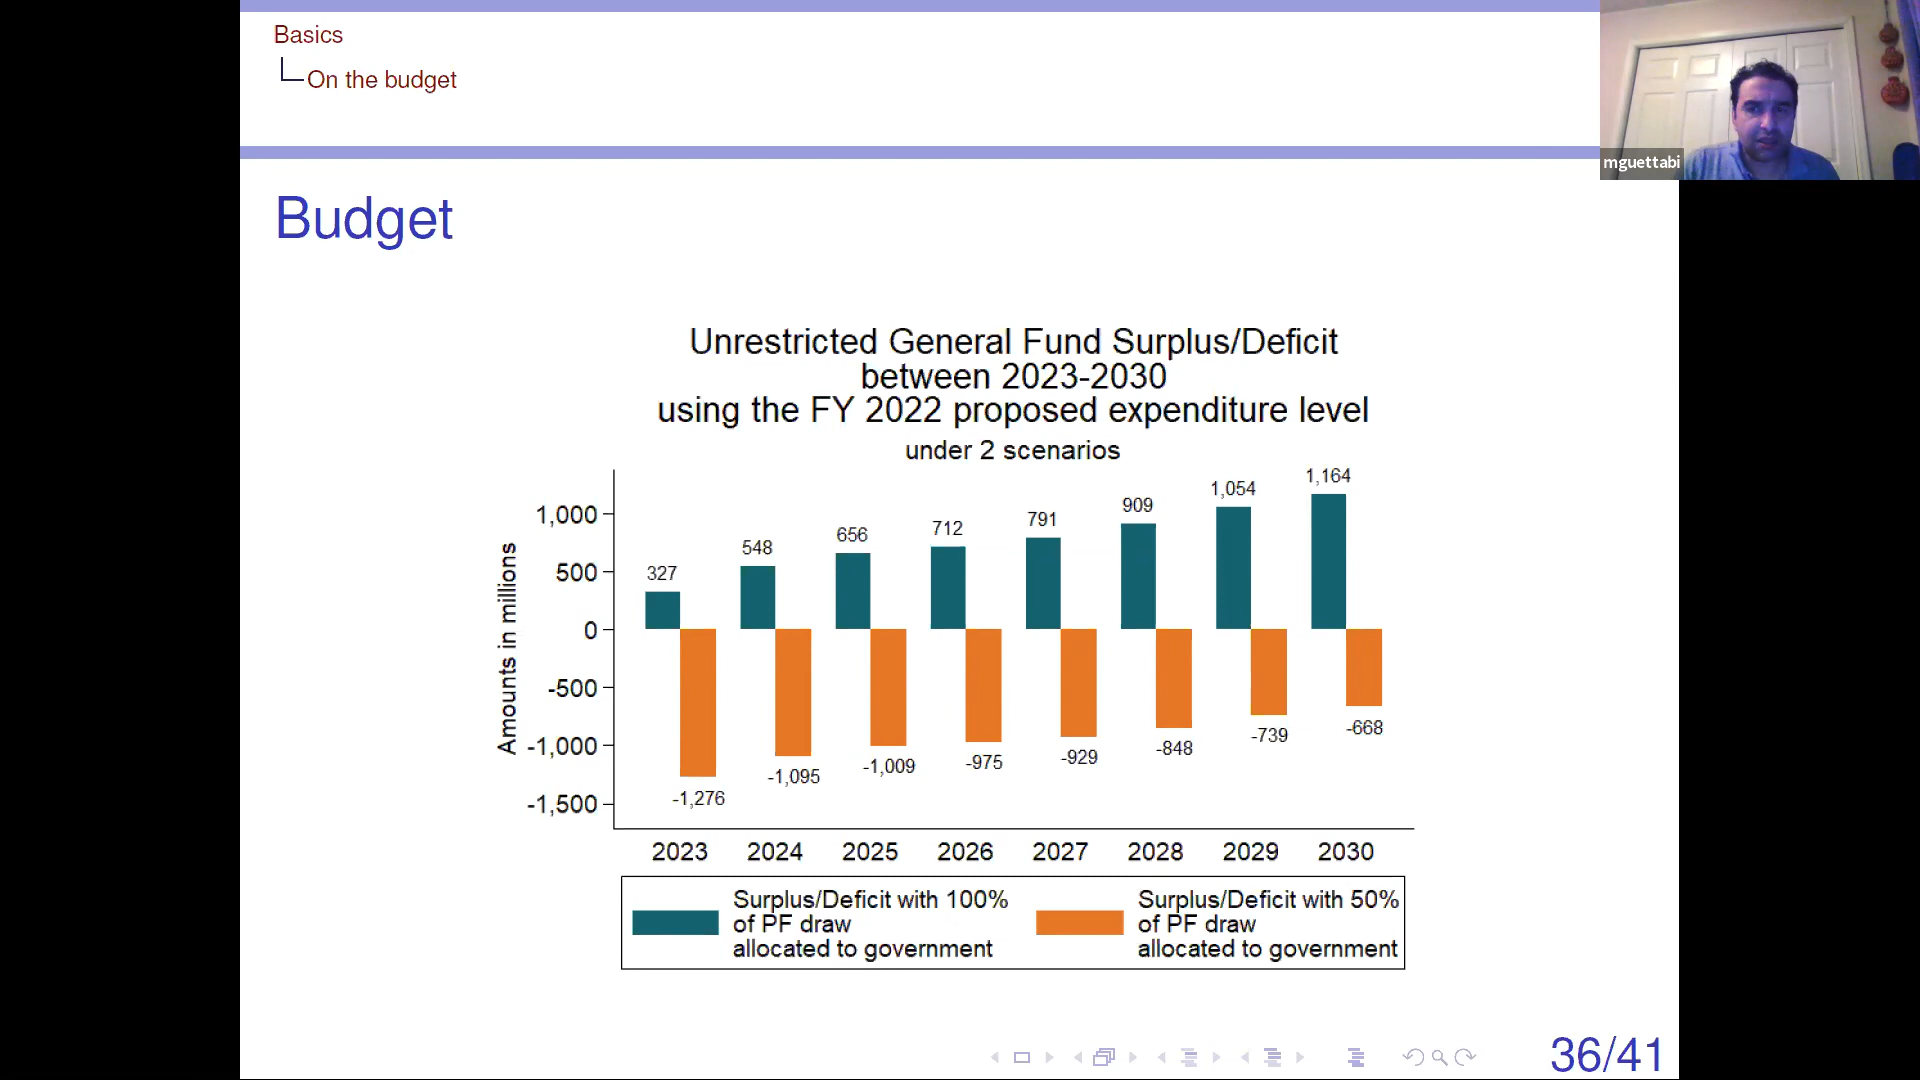 Basics
On the budget
mguettabi
Budget
Unrestricted General Fund Surplus/Deficit
between 2023-2030
using the FY 2022 proposed expenditure level
under 2 scenarios
Amounts in millions
1,000
500
0
-500
-1,000
-1,500
327
548
656
712
791
909
1,054
1,164
-1,276
-1,095
-1,009
-975
-929
-848
-739
-668
2023 2024 2025 2026 2027 2028 2029 2030
Surplus/Deficit with 100%
of PF draw
allocated to government
Surplus/Deficit with 50%
of PF draw
allocated to government
36/41